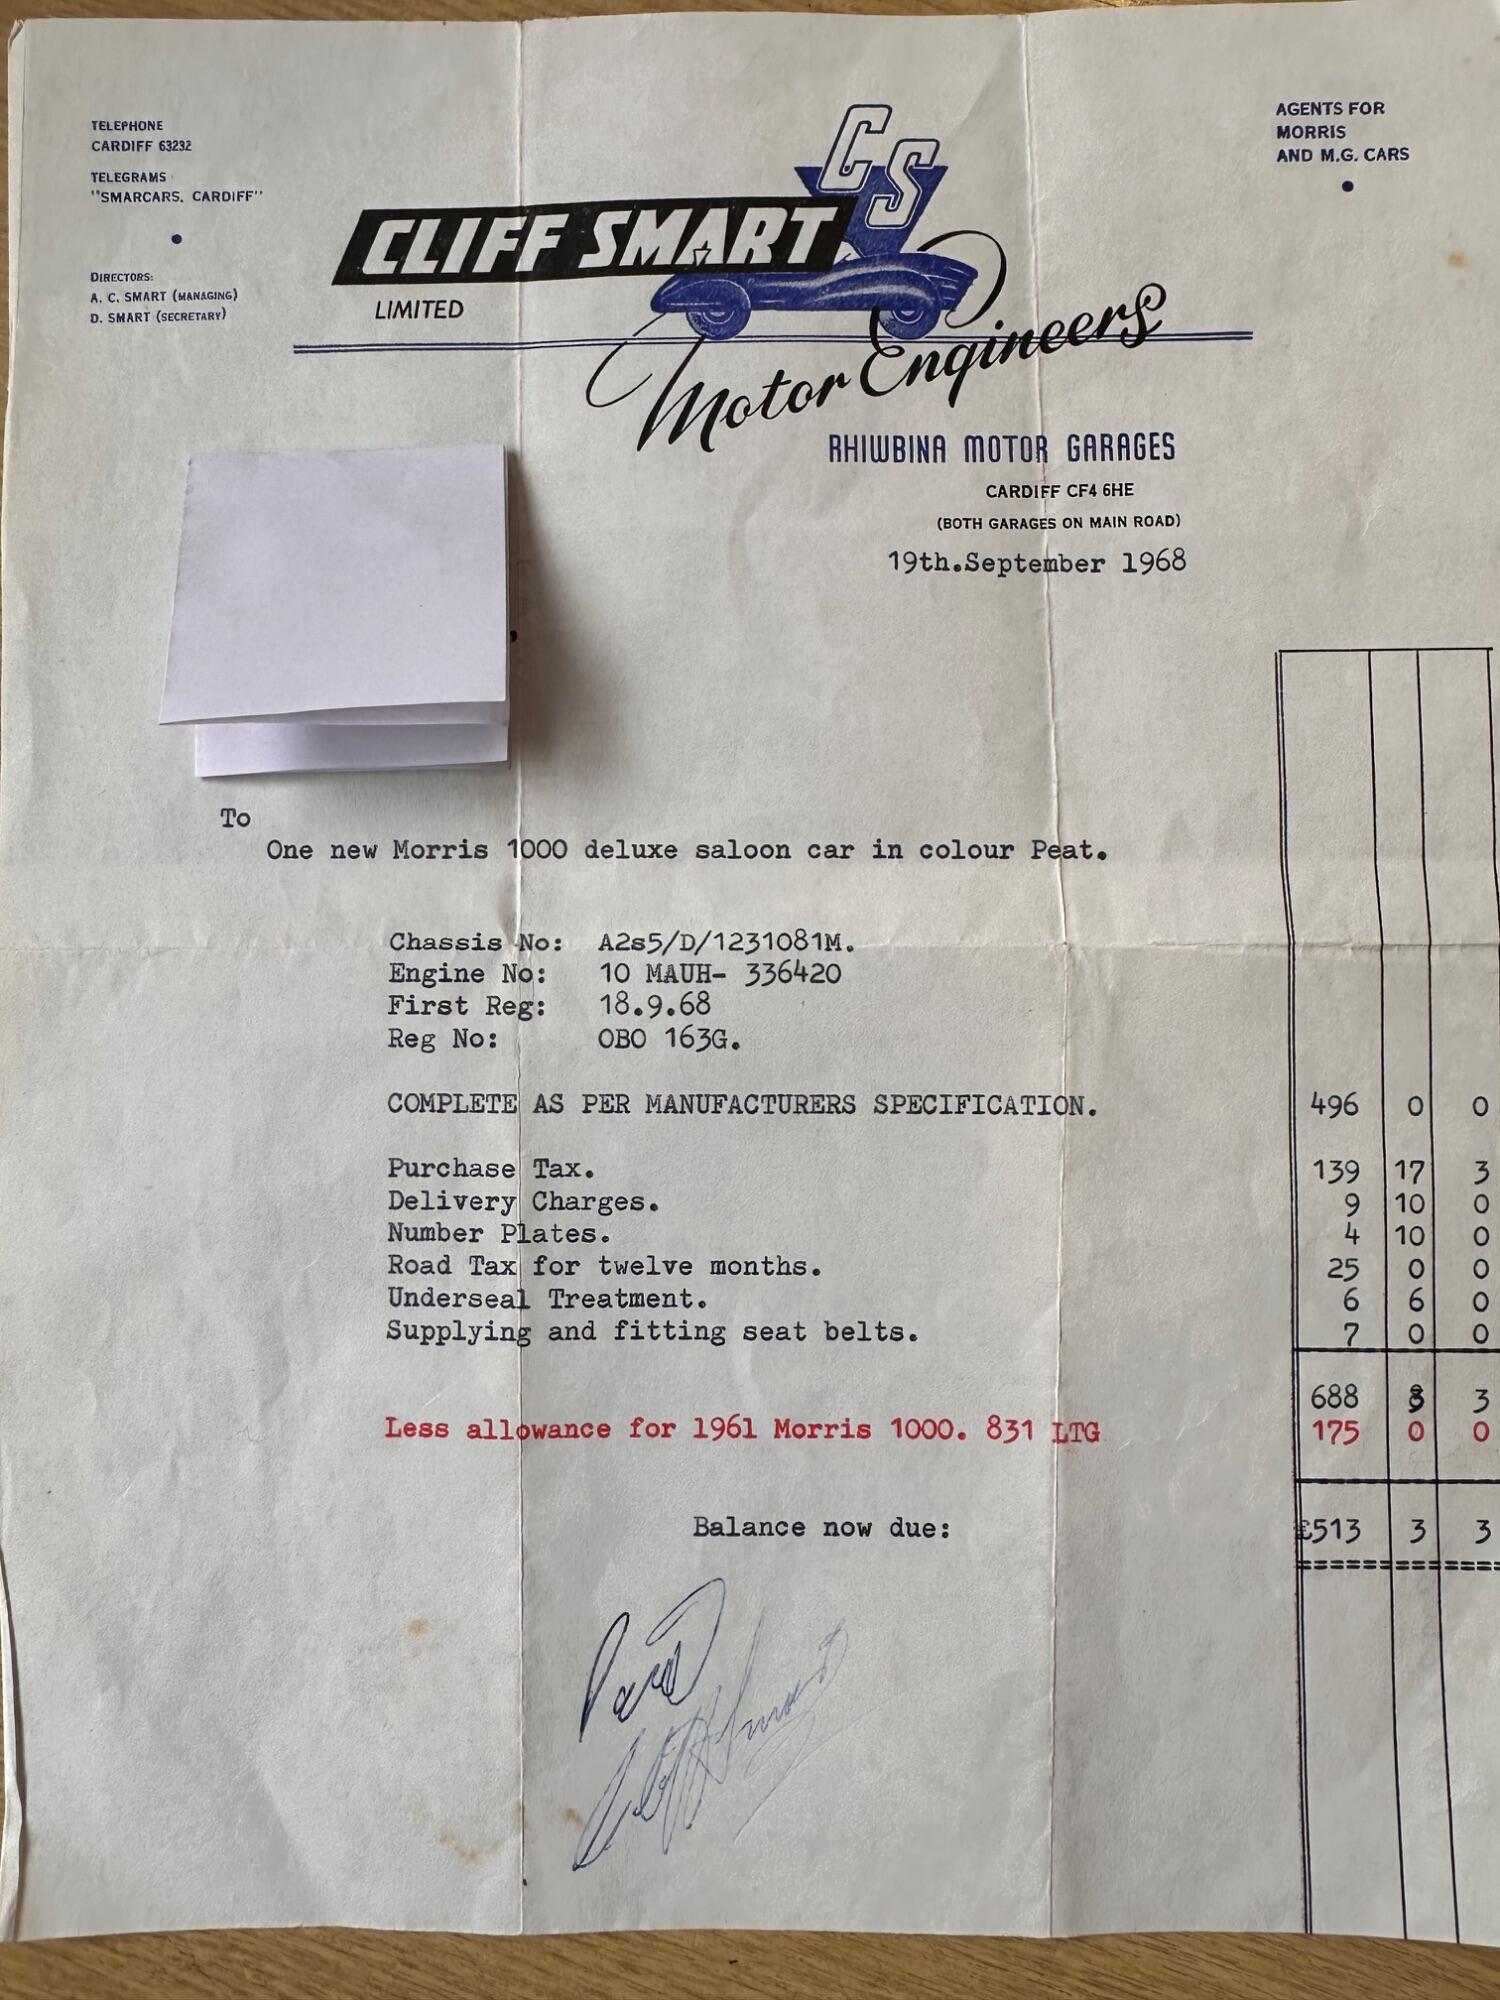 TELEPHONE
CARDIFF 63232
TELEGRAMS
"SMARCARS, CARDIFF"
DIRECTORS:
A. C. SMART (MANAGING)
D. SMART (SECRETARY)
AGENTS FOR
MORRIS
AND M.G. CARS
CS
CLIFF SMART
LIMITED
Motor Engineers
RHIWBINA MOTOR GARAGES
CARDIFF CF4 6HE
(BOTH GARAGES ON MAIN ROAD)
19th.September 1968
To
One new Morris 1000 deluxe saloon car in colour Peat.
Chassis No: A2s5/D/1231081M.
Engine No: 10 MAUH- 336420
First Reg: 18.9.68
Reg No: OBO 163G.
COMPLETE AS PER MANUFACTURERS SPECIFICATION. 496 0 0
Purchase Tax. 139 17 3
Delivery Charges. 9 10 0
Number Plates. 4 10 0
Road Tax for twelve months. 25 0 0
Underseal Treatment. 6 6 0
Supplying and fitting seat belts. 7 0 0
688 3 3
Less allowance for 1961 Morris 1000. 831 LTG 175 0 0
Balance now due: £513 3 3
Paid
Cliff Smart